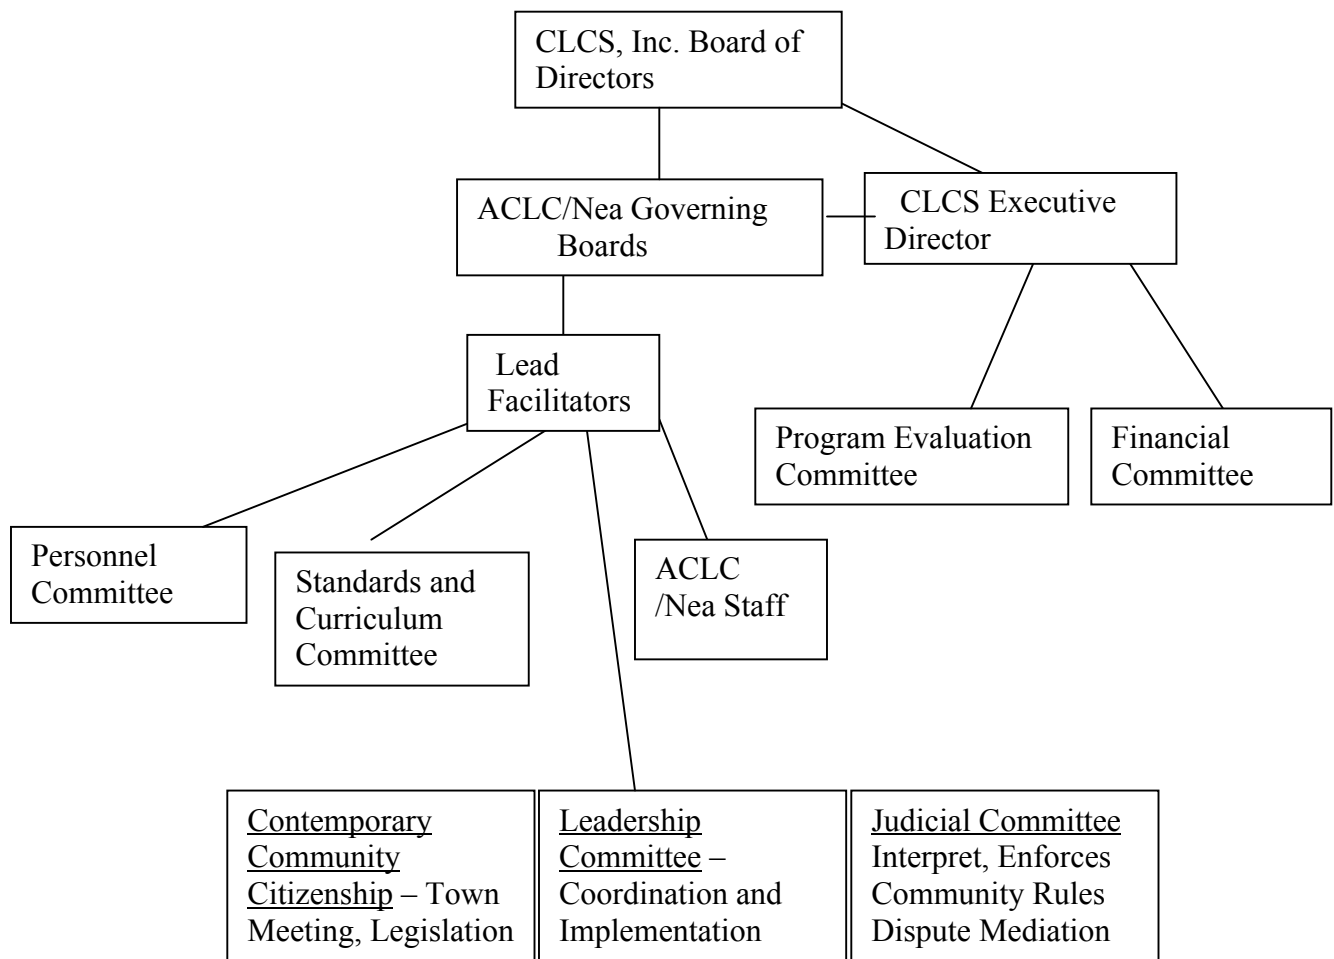 CLCS, Inc. Board of
Directors
ACLC/Nea Governing
Boards
CLCS Executive
Director
Lead
Facilitators
Program Evaluation
Committee
Financial
Committee
Personnel
Committee
Standards and
Curriculum
Committee
ACLC
/Nea Staff
Contemporary
Community
Citizenship – Town
Meeting, Legislation
Leadership
Committee –
Coordination and
Implementation
Judicial Committee
Interpret, Enforces
Community Rules
Dispute Mediation